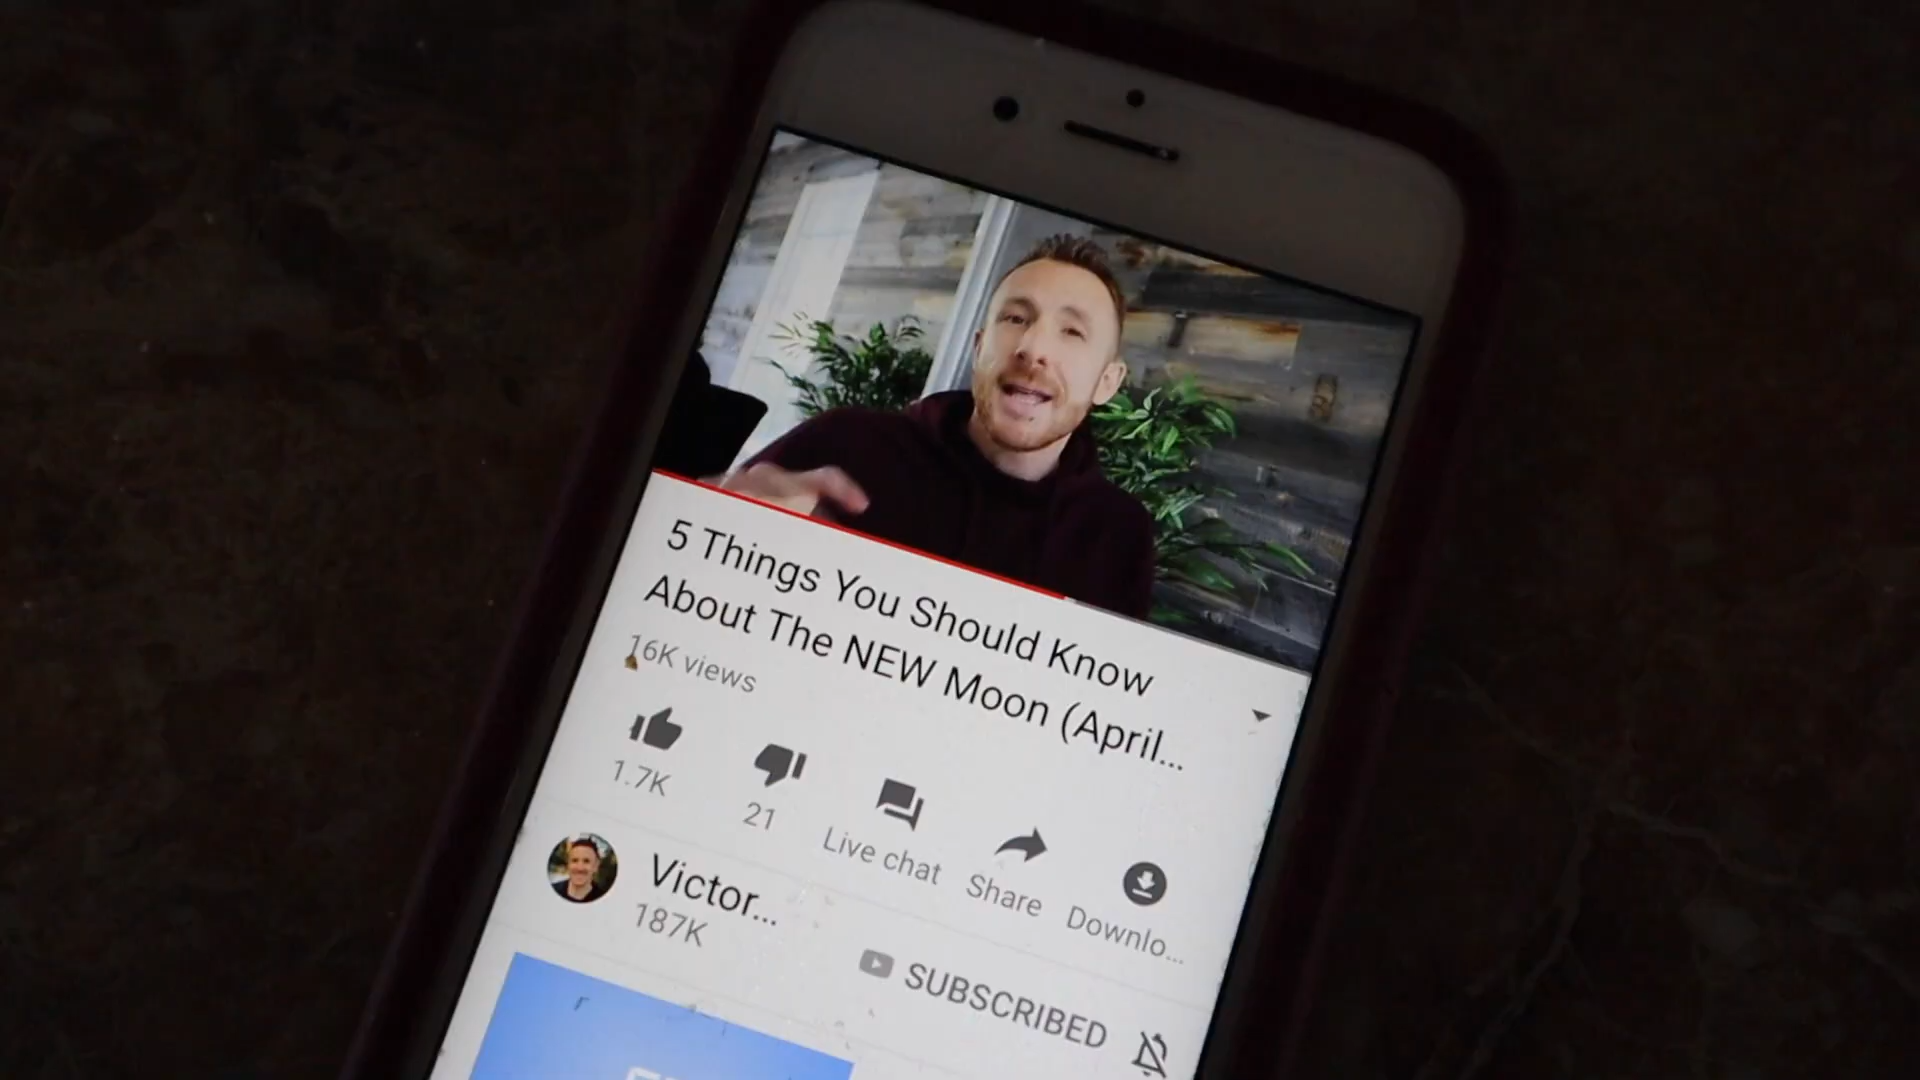 5 Things You Should Know
About The NEW Moon (April...
16K views
1.7K
21
Live chat
Share
Downlo...
Victor...
187K
SUBSCRIBED